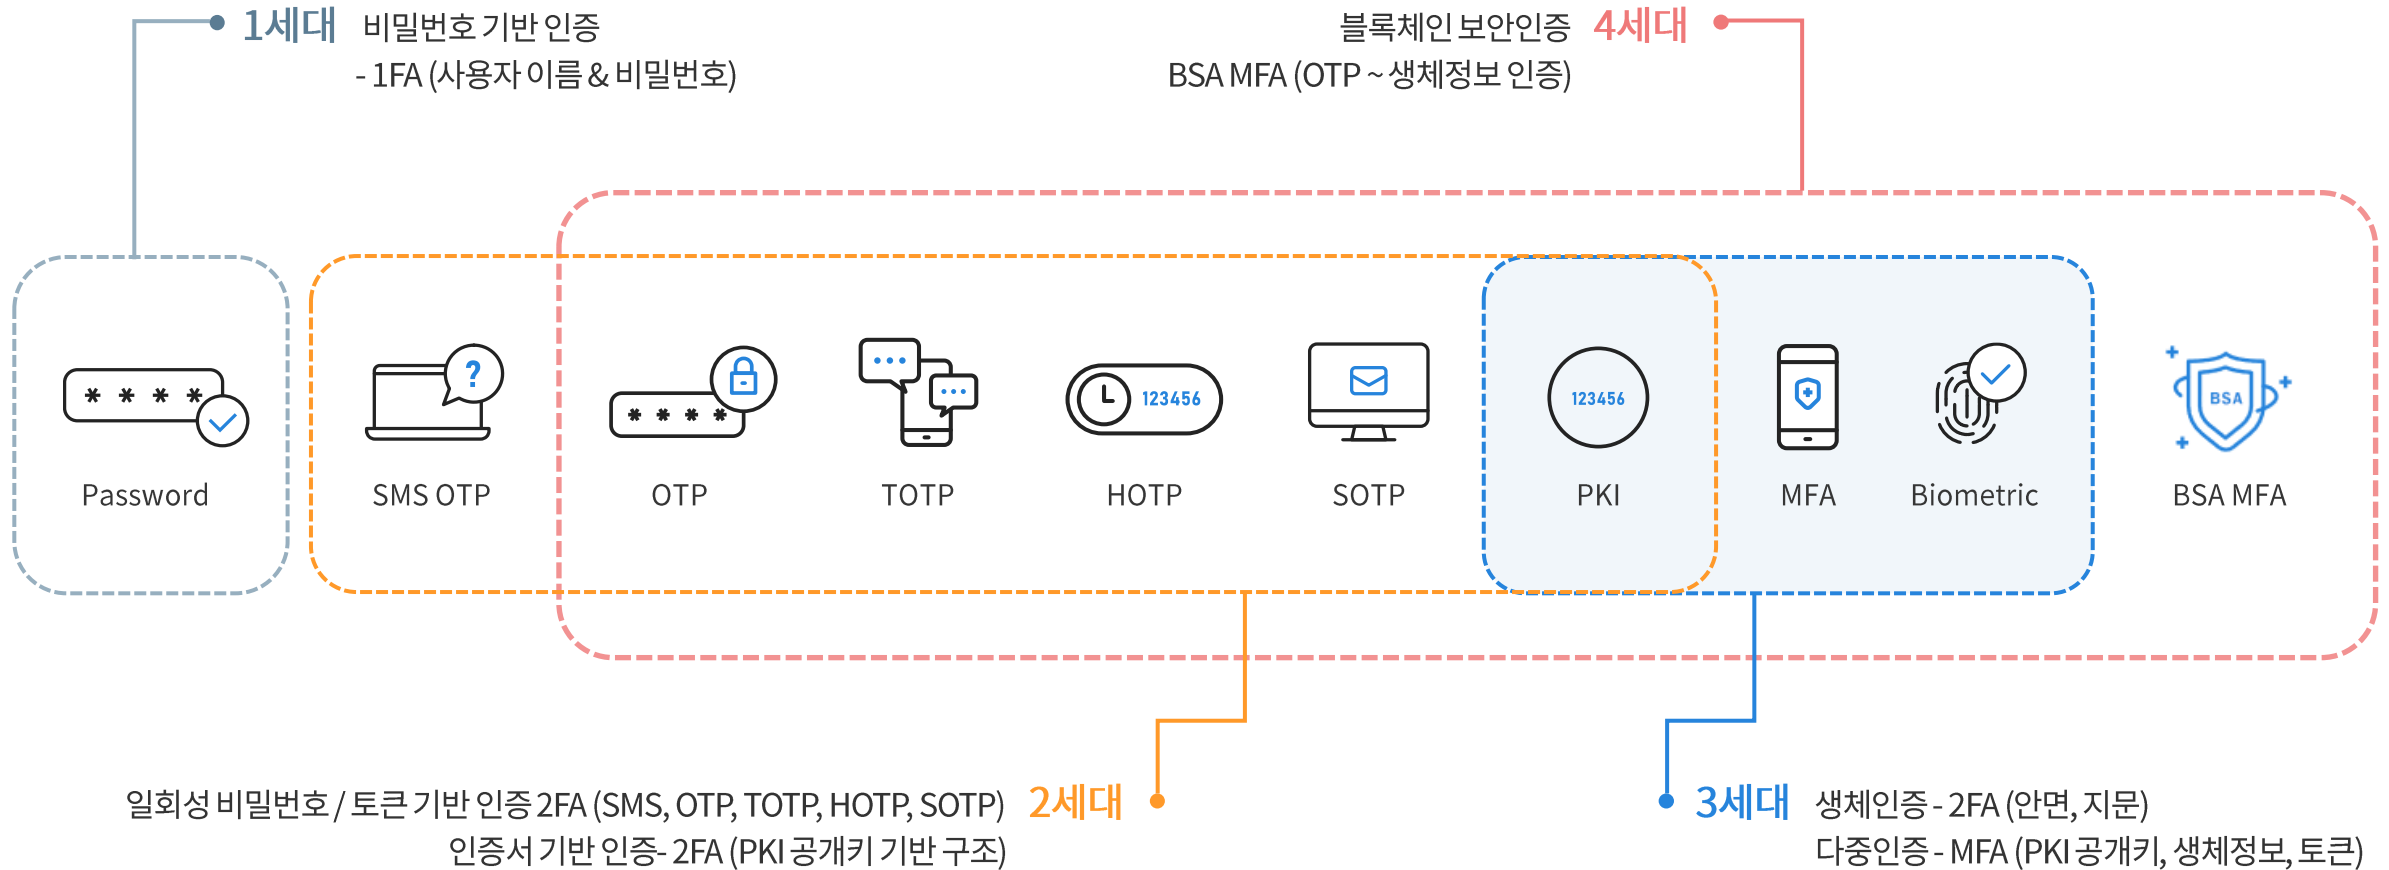 1세대 비밀번호 기반 인증
- 1FA (사용자 이름 & 비밀번호)
블록체인 보안인증 4세대
BSA MFA (OTP ~ 생체정보 인증)
* * * *
?
* * * *
123456
123456
BSA
Password
SMS OTP
OTP
TOTP
HOTP
SOTP
PKI
MFA
Biometric
BSA MFA
일회성 비밀번호 / 토큰 기반 인증 2FA (SMS, OTP, TOTP, HOTP, SOTP) 2세대
인증서 기반 인증- 2FA (PKI 공개키 기반 구조)
3세대 생체인증 - 2FA (안면, 지문)
다중인증 - MFA (PKI 공개키, 생체정보, 토큰)